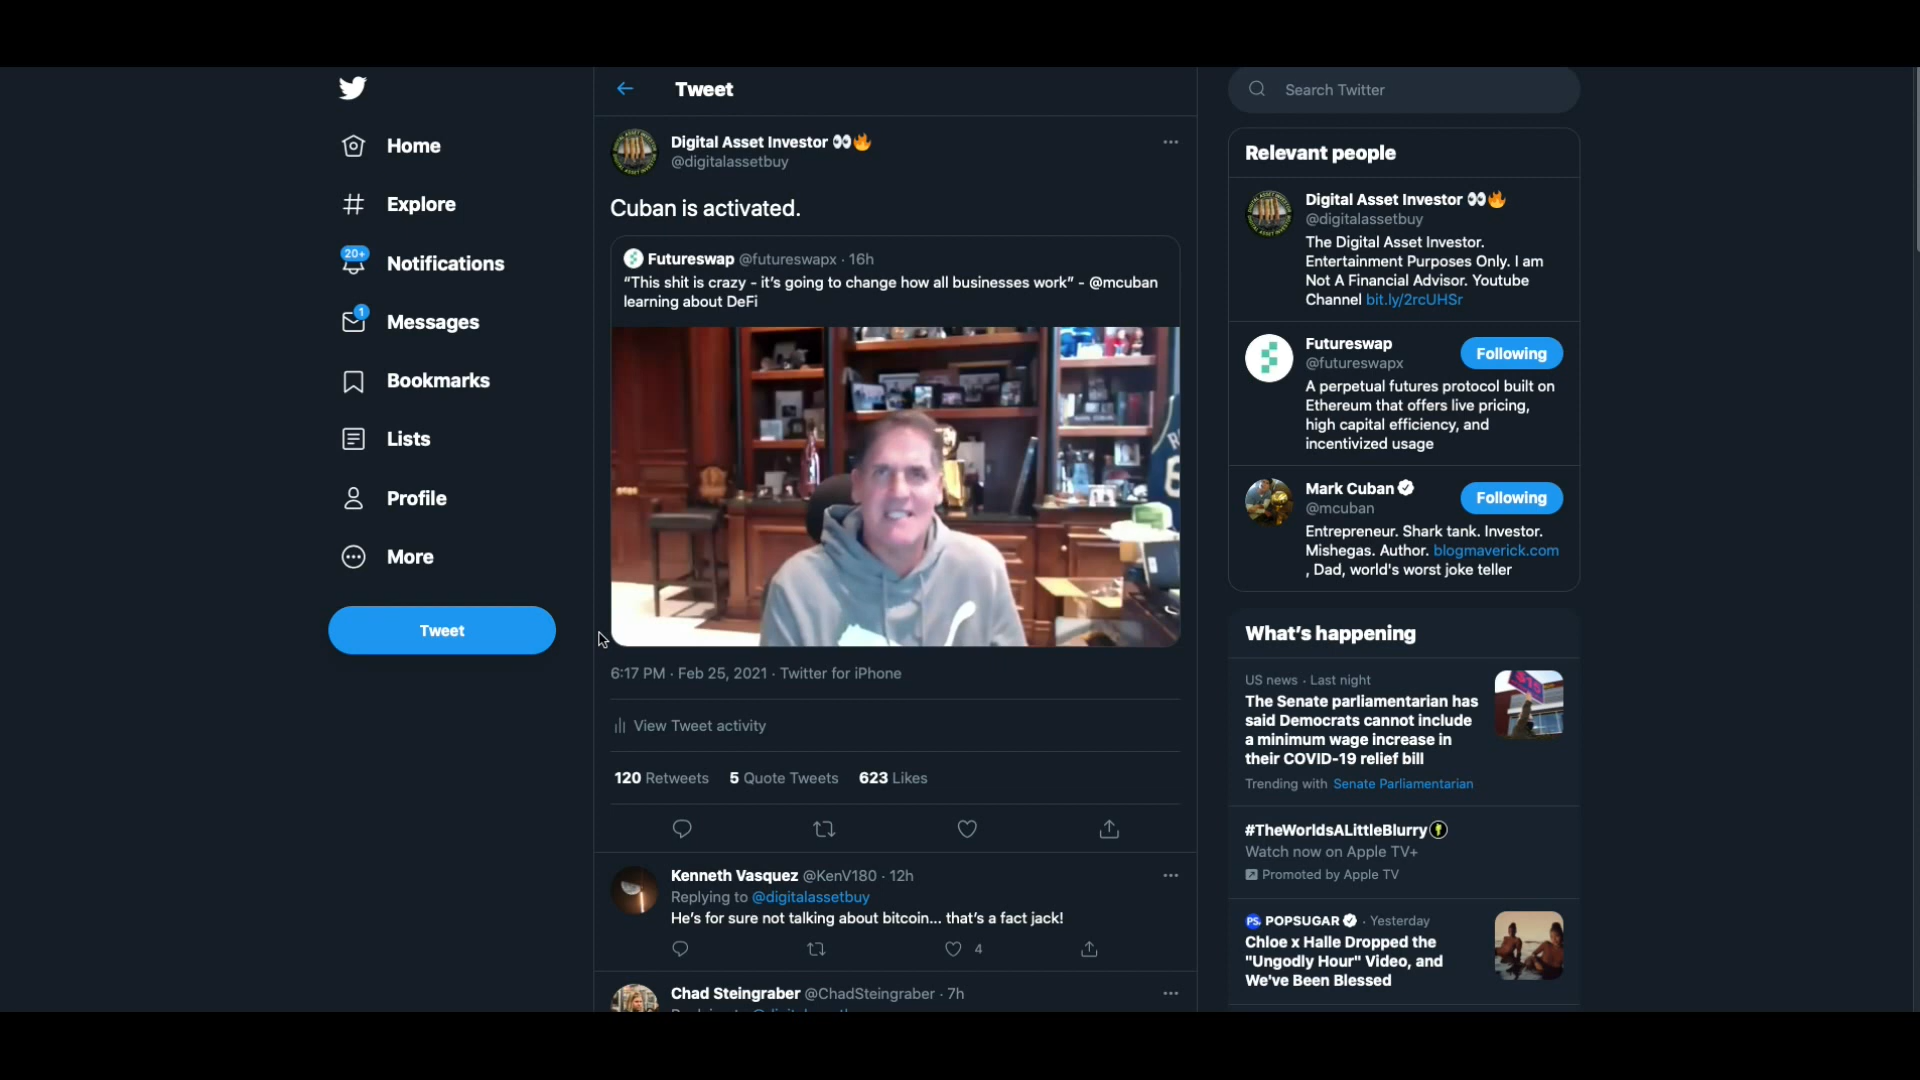 Home
Explore
20+
Notifications
1
Messages
Bookmarks
Lists
Profile
More
Tweet
Tweet
Digital Asset Investor 👀🔥
@digitalassetbuy
Cuban is activated.
Futureswap @futureswapx · 16h
“This shit is crazy - it’s going to change how all businesses work” - @mcuban
learning about DeFi
6:17 PM · Feb 25, 2021 · Twitter for iPhone
View Tweet activity
120 Retweets 5 Quote Tweets 623 Likes
Kenneth Vasquez @KenV180 · 12h
Replying to @digitalassetbuy
He’s for sure not talking about bitcoin... that’s a fact jack!
4
Chad Steingraber @ChadSteingraber · 7h
Search Twitter
Relevant people
Digital Asset Investor 👀🔥
@digitalassetbuy
The Digital Asset Investor.
Entertainment Purposes Only. I am
Not A Financial Advisor. Youtube
Channel bit.ly/2rcUHSr
Futureswap
@futureswapx
Following
A perpetual futures protocol built on
Ethereum that offers live pricing,
high capital efficiency, and
incentivized usage
Mark Cuban
@mcuban
Following
Entrepreneur. Shark tank. Investor.
Mishegas. Author. blogmaverick.com
, Dad, world's worst joke teller
What’s happening
US news · Last night
The Senate parliamentarian has
said Democrats cannot include
a minimum wage increase in
their COVID-19 relief bill
Trending with Senate Parliamentarian
$15
#TheWorldsALittleBlurry
Watch now on Apple TV+
Promoted by Apple TV
PS. POPSUGAR · Yesterday
Chloe x Halle Dropped the
"Ungodly Hour" Video, and
We've Been Blessed